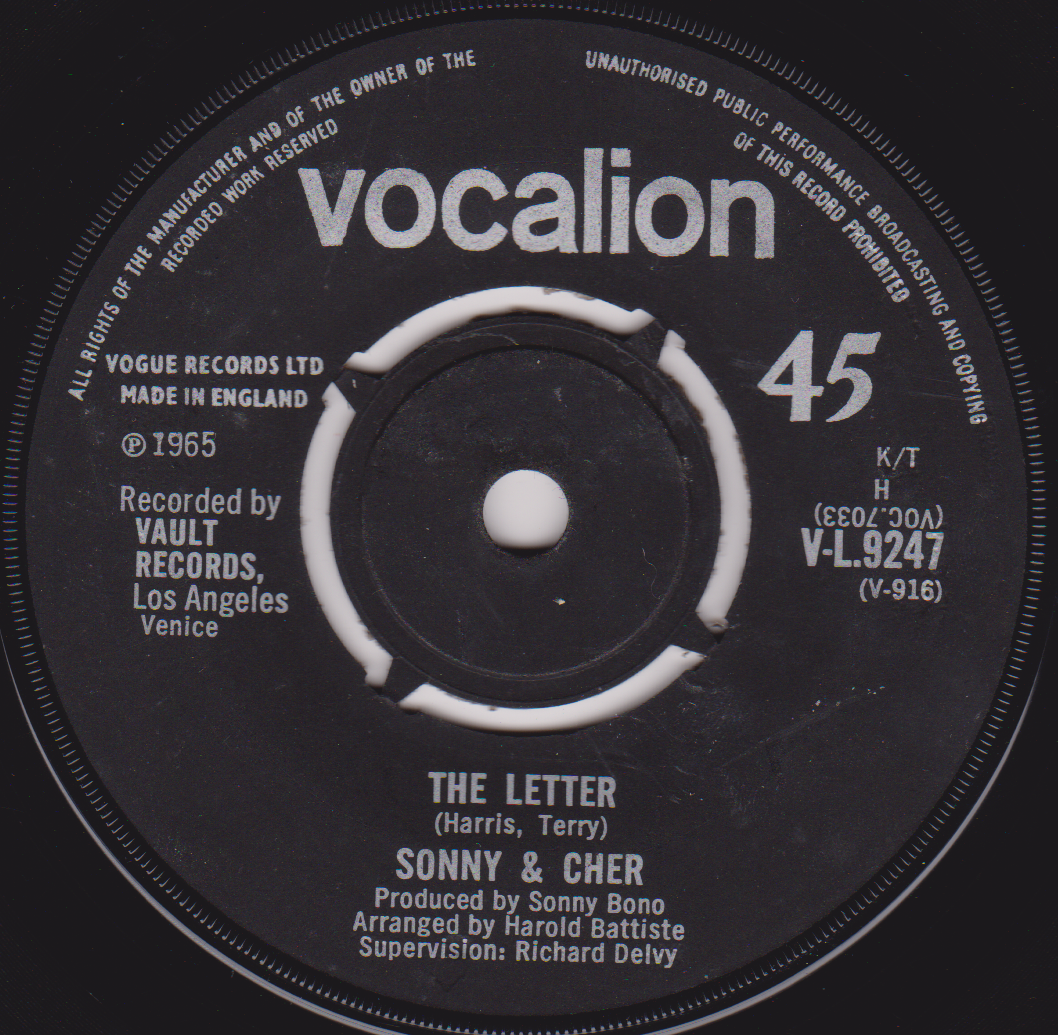 ALL RIGHTS OF THE MANUFACTURER AND OF THE OWNER OF THE
RECORDED WORK RESERVED
UNAUTHORISED PUBLIC PERFORMANCE BROADCASTING AND COPYING
OF THIS RECORD PROHIBITED
vocalion
VOGUE RECORDS LTD
MADE IN ENGLAND
℗ 1965
Recorded by
VAULT
RECORDS,
Los Angeles
Venice
45
K/T
H
(VOC.7033)
V-L.9247
(V-916)
THE LETTER
(Harris, Terry)
SONNY & CHER
Produced by Sonny Bono
Arranged by Harold Battiste
Supervision: Richard Delvy